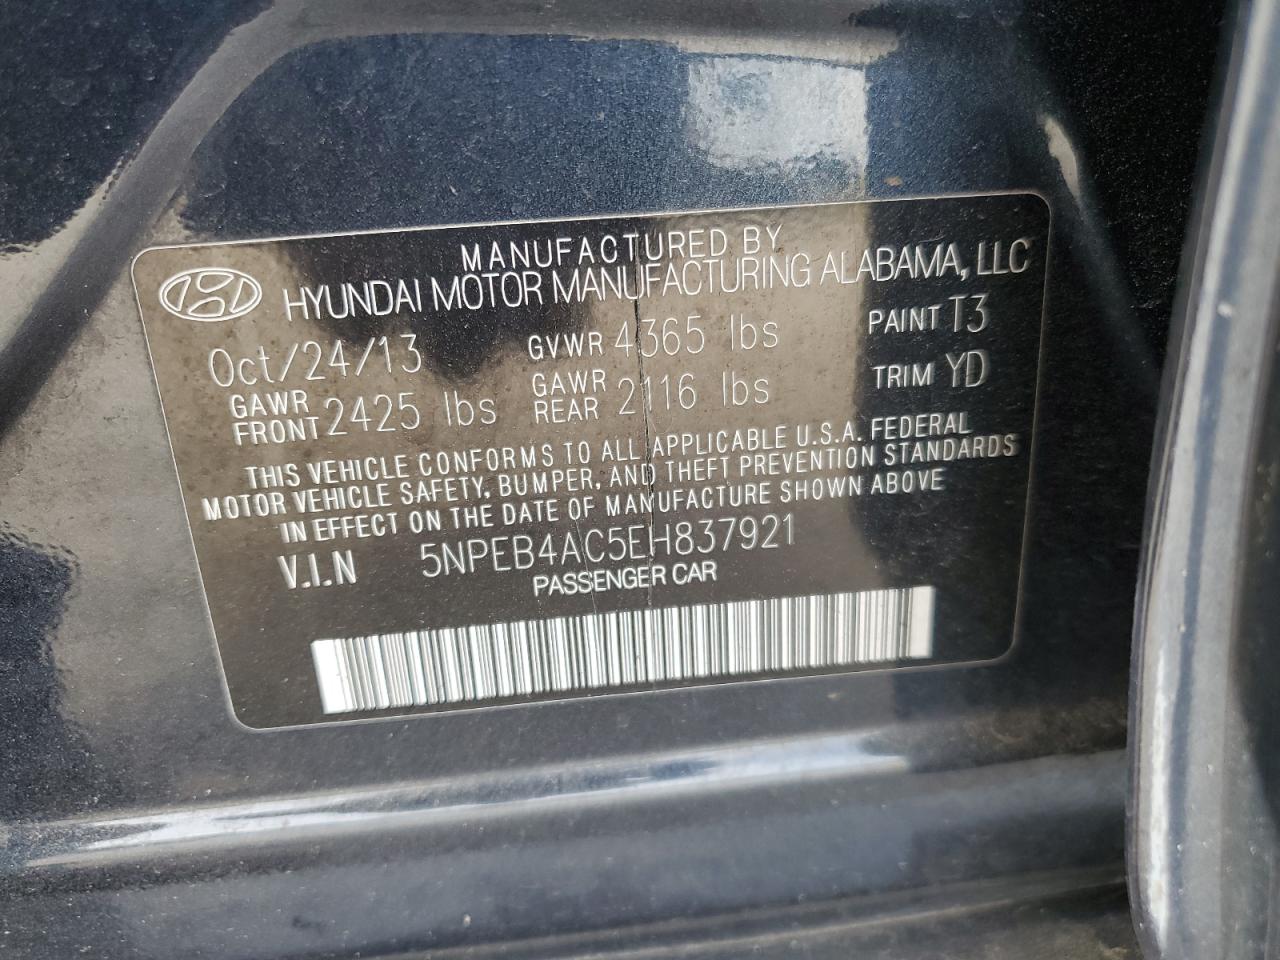 MANUFACTURED BY
HYUNDAI MOTOR MANUFACTURING ALABAMA, LLC
Oct/24/13 GVWR 4365 lbs PAINT T3
GAWR FRONT 2425 lbs GAWR REAR 2116 lbs TRIM YD
THIS VEHICLE CONFORMS TO ALL APPLICABLE U.S.A. FEDERAL
MOTOR VEHICLE SAFETY, BUMPER, AND THEFT PREVENTION STANDARDS
IN EFFECT ON THE DATE OF MANUFACTURE SHOWN ABOVE
V.I.N 5NPEB4AC5EH837921
PASSENGER CAR